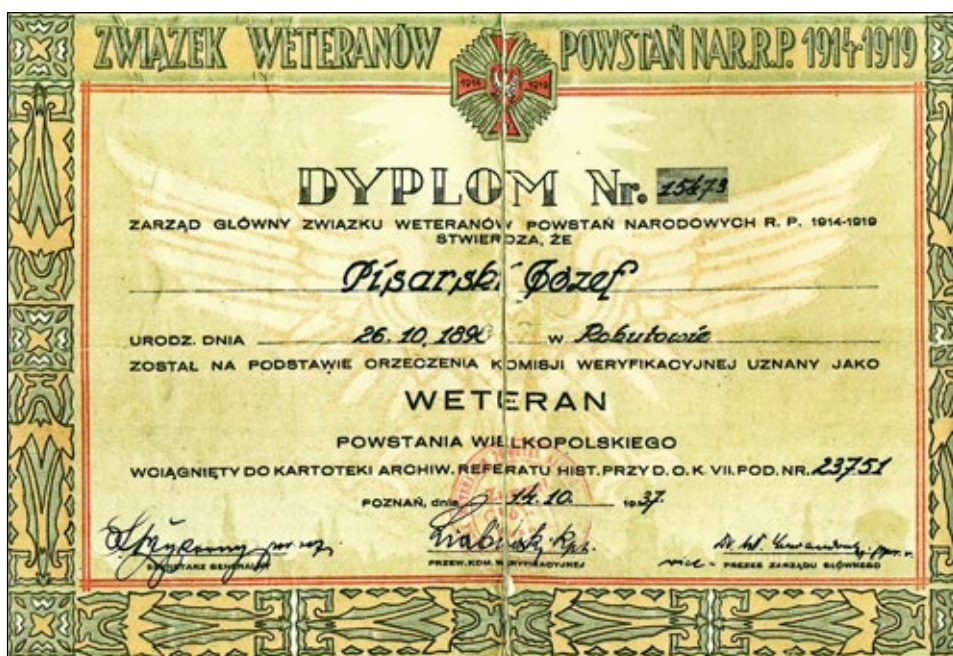 ZWIĄZEK WETERANÓW POWSTAŃ NAR. R.P. 1914-1919
1914 1919
DYPLOM Nr.
ZARZĄD GŁÓWNY ZWIĄZKU WETERANÓW POWSTAŃ NARODOWYCH R. P. 1914-1919
STWIERDZA, ŻE
Pisarski Józef
URODZ. DNIA 26. 10. w
ZOSTAŁ NA PODSTAWIE ORZECZENIA KOMISJI WERYFIKACYJNEJ UZNANY JAKO
WETERAN
POWSTANIA WIELKOPOLSKIEGO
WCIĄGNIĘTY DO KARTOTEKI ARCHIW. REFERATU HIST. PRZY D. O. K. VII. POD. NR. 23751
POZNAŃ, dnia 14. 10. 1937.
SEKRETARZ GENERALNY PRZEW. KOM. WERYFIKACYJNEJ vice - PREZES ZARZĄDU GŁÓWNEGO